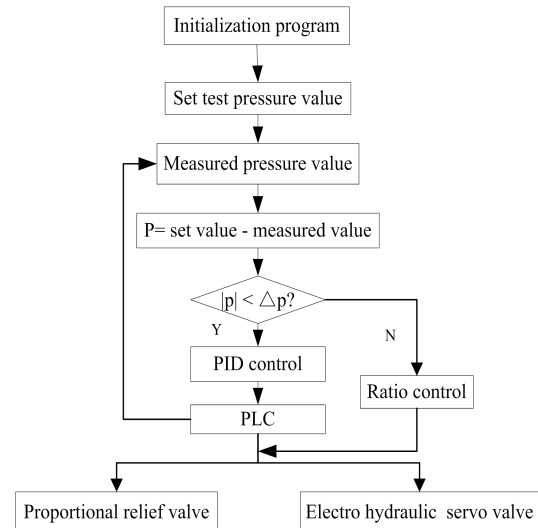 Initialization program
Set test pressure value
Measured pressure value
P= set value - measured value
|p| < △p?
Y
N
PID control
Ratio control
PLC
Proportional relief valve
Electro hydraulic servo valve